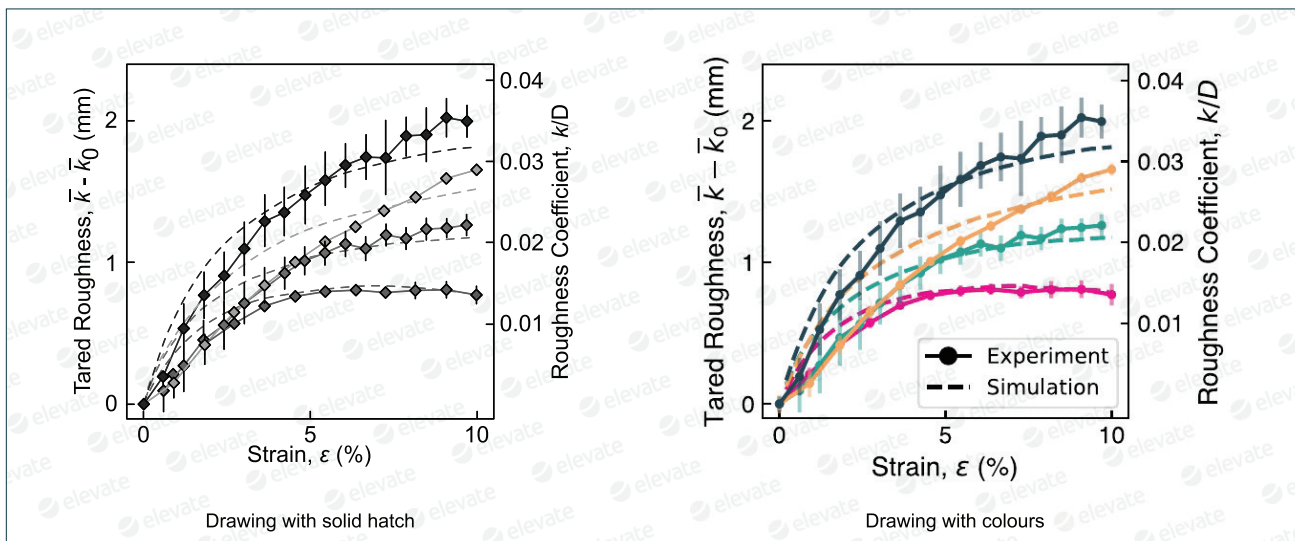 Tared Roughness, k̅ - k̅₀ (mm)
2
1
0
0
5
10
Strain, ε (%)
0.04
0.03
0.02
0.01
Roughness Coefficient, k/D
Drawing with solid hatch
Tared Roughness, k̅ − k̅₀ (mm)
2
1
0
0
5
10
Strain, ε (%)
0.04
0.03
0.02
0.01
Roughness Coefficient, k/D
Experiment
Simulation
Drawing with colours
elevate